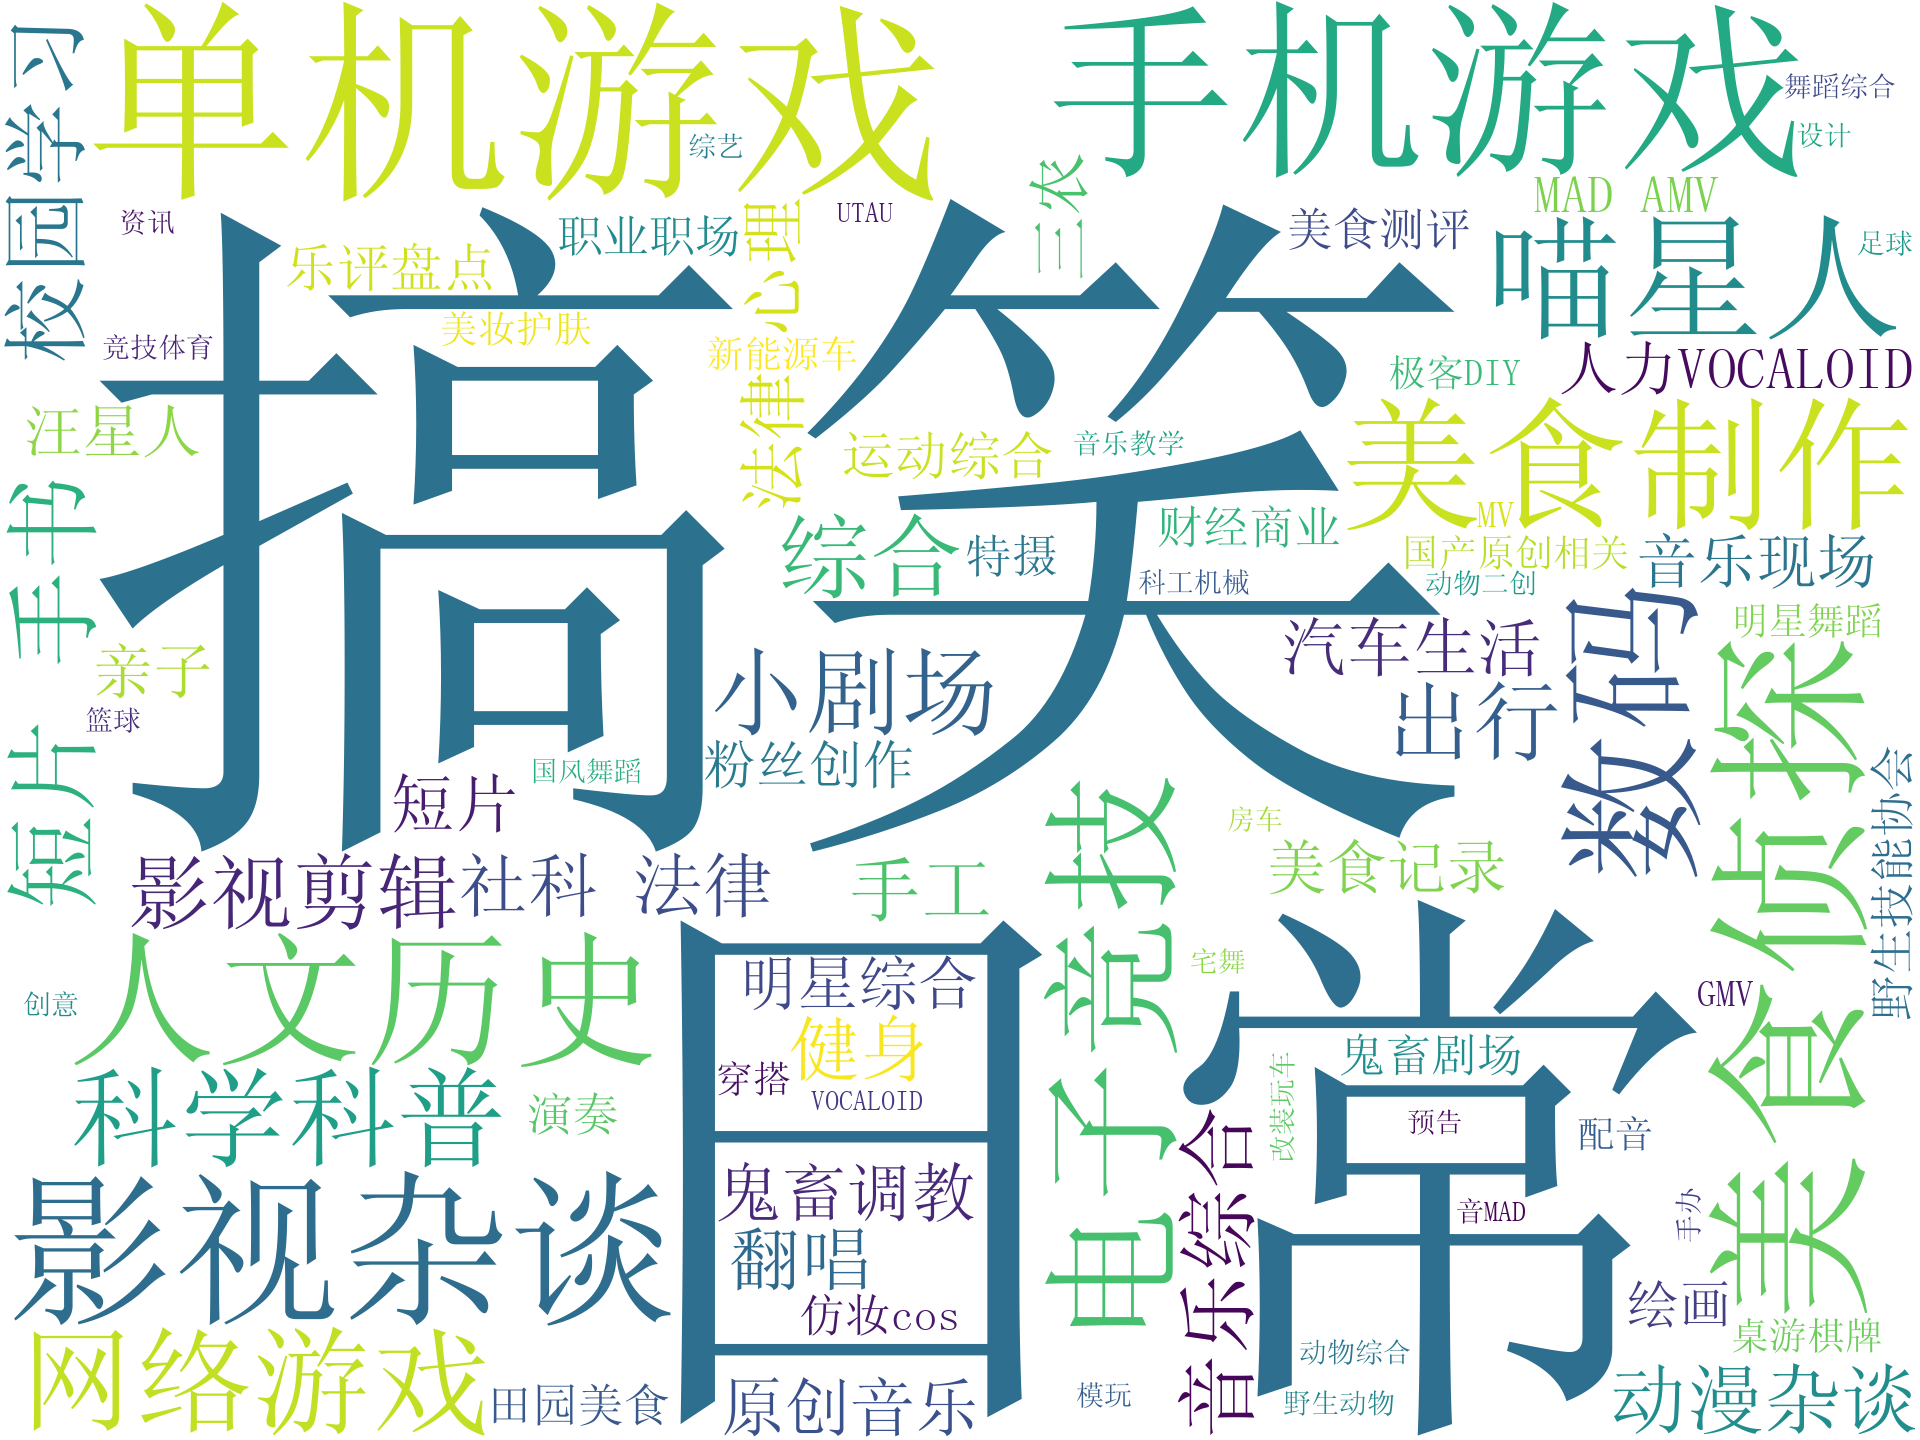 单机游戏
手机游戏
舞蹈综合
设计
综艺
校园学习
三农
MAD AMV
资讯
UTAU
职业职场
美食测评
喵星人
足球
乐评盘点
法律心理
美妆护肤
竞技体育
新能源车
极客DIY
人力VOCALOID
搞笑
汪星人
运动综合
音乐教学
美食制作
MV
手书
综合
特摄
财经商业
国产原创相关
音乐现场
科工机械
动物二创
亲子
篮球
小剧场
汽车生活
出行
数码
明星舞蹈
美食侦探
短片
粉丝创作
国风舞蹈
短片
房车
野生技能协会
影视剪辑
社科 法律
手工
电子竞技
美食记录
人文历史
日常
明星综合
宅舞
GMV
创意
健身
鬼畜剧场
科学科普
演奏
穿搭
VOCALOID
改装玩车
预告
配音
影视杂谈
鬼畜调教
音乐综合
音MAD
手办
翻唱
仿妆cos
绘画
桌游棋牌
网络游戏
田园美食
原创音乐
模玩
动物综合
野生动物
动漫杂谈